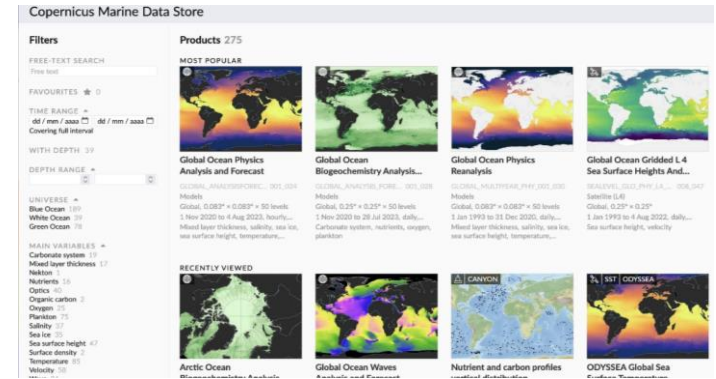 Copernicus Marine Data Store
Filters
FREE-TEXT SEARCH
Free text
FAVOURITES ★ 0
TIME RANGE
dd / mm / aaaa dd / mm / aaaa
Covering full interval
WITH DEPTH 59
DEPTH RANGE
UNIVERSE
Blue Ocean 189
White Ocean 39
Green Ocean 78
MAIN VARIABLES
Carbonate system 19
Mixed layer thickness 17
Nekton 1
Nutrients 16
Optics 40
Organic carbon 2
Oxygen 25
Plankton 75
Salinity 37
Sea ice 35
Sea surface height 47
Surface density 2
Temperature 85
Velocity 58
Products 275
MOST POPULAR
Global Ocean Physics
Analysis and Forecast
GLOBAL_ANALYSISFOREC... 001_024
Models
Global, 0.083° × 0.083° × 50 levels
1 Nov 2020 to 4 Aug 2023, hourly,...
Mixed layer thickness, salinity, sea ice,
sea surface height, temperature,...
Global Ocean
Biogeochemistry Analysis...
GLOBAL_ANALYSIS_FORE... 001_028
Models
Global, 0.25° × 0.25° × 50 levels
1 Nov 2020 to 28 Jul 2023, daily,...
Carbonate system, nutrients, oxygen,
plankton
Global Ocean Physics
Reanalysis
GLOBAL_MULTIYEAR_PHY_001_030
Models
Global, 0.083° × 0.083° × 50 levels
1 Jan 1993 to 31 Dec 2020, daily,...
Mixed layer thickness, salinity, sea ice,
sea surface height, temperature,...
Global Ocean Gridded L 4
Sea Surface Heights And...
SEALEVEL_GLO_PHY_L4_... 008_047
Satellite (L4)
Global, 0.25° × 0.25°
1 Jan 1993 to 4 Aug 2022, daily,...
Sea surface height, velocity
RECENTLY VIEWED
CANYON
SST ODYSSEA
Arctic Ocean
Biogeochemistry Analysis
Global Ocean Waves
Analysis and Forecast
Nutrient and carbon profiles
vertical distribution
ODYSSEA Global Sea
Surface Temperature